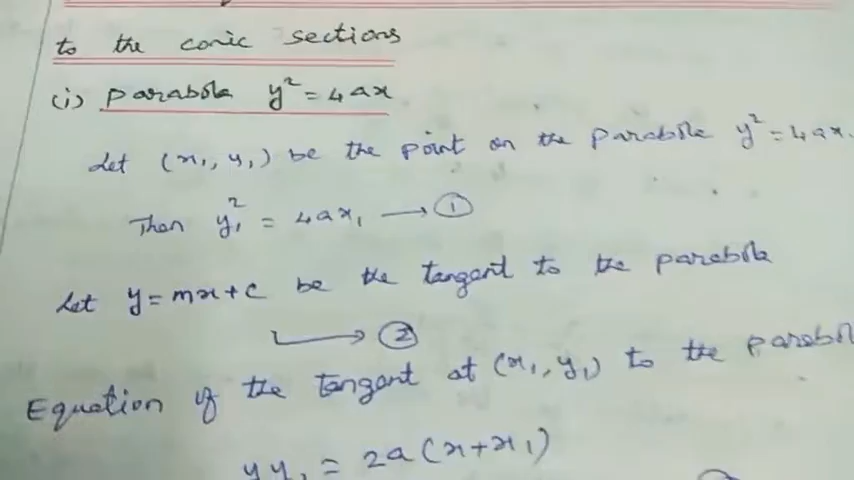 to the conic sections
(i) Parabola y² = 4ax
Let (x₁, y₁) be the point on the Parabola y² = 4ax.
Then y₁² = 4ax₁ → ①
Let y = mx + c be the tangent to the parabola
→ ②
Equation of the tangent at (x₁, y₁) to the parabol
yy₁ = 2a(x+x₁)